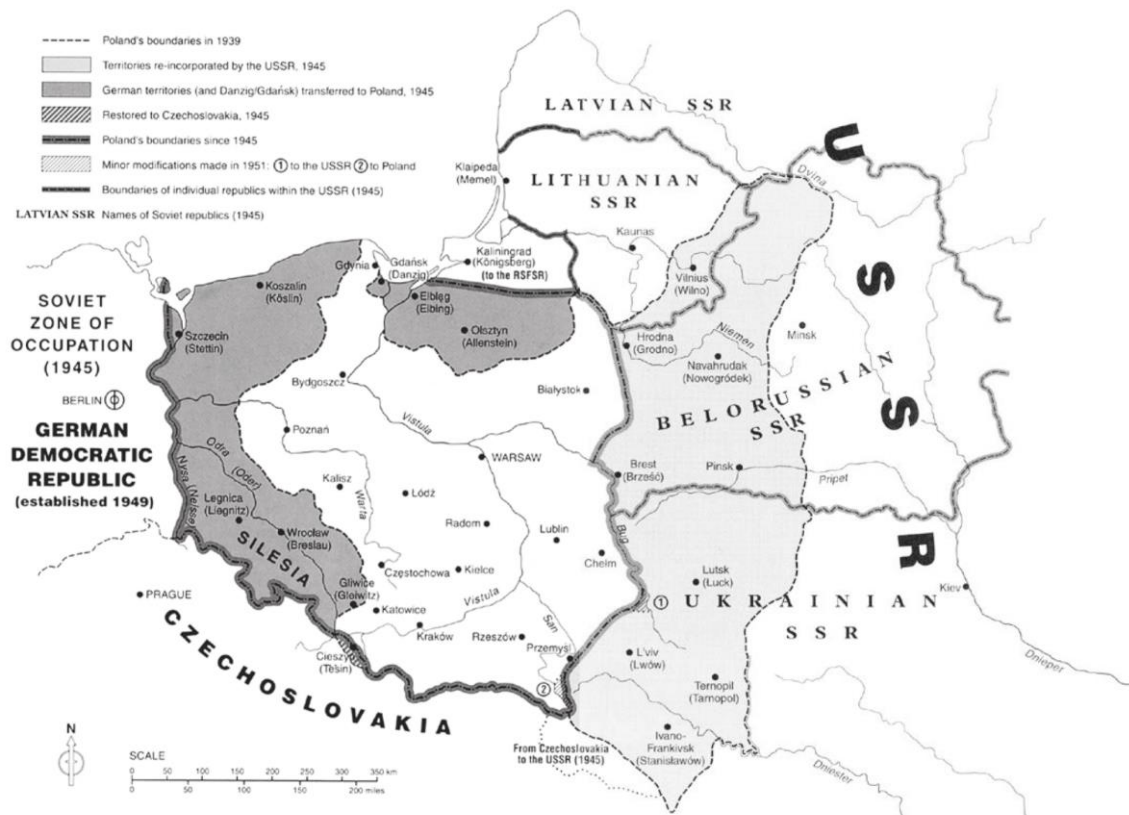 Poland's boundaries in 1939
Territories re-incorporated by the USSR, 1945
German territories (and Danzig/Gdańsk) transferred to Poland, 1945
Restored to Czechoslovakia, 1945
Poland's boundaries since 1945
Minor modifications made in 1951: ① to the USSR ② to Poland
Boundaries of individual republics within the USSR (1945)
LATVIAN SSR Names of Soviet republics (1945)
LATVIAN SSR
U
S
S
R
Dvina
Klaipeda
(Memel)
LITHUANIAN
SSR
Kaunas
Vilnius
(Wilno)
Kaliningrad
(Königsberg)
(to the RSFSR)
Gdynia
Gdańsk
(Danzig)
Koszalin
(Köslin)
Elbląg
(Elbing)
Olsztyn
(Allenstein)
SOVIET
ZONE OF
OCCUPATION
(1945)
Szczecin
(Stettin)
Hrodna
(Grodno)
Niemen
Minsk
Navahrudak
(Nowogródek)
Bydgoszcz
Białystok
BERLIN
BELORUSSIAN
SSR
GERMAN
DEMOCRATIC
REPUBLIC
(established 1949)
Poznań
Vistula
WARSAW
Odra
(Oder)
Nysa (Neisse)
Brest
(Brześć)
Pinsk
Pripet
Kalisz
Warta
Łódź
Legnica
(Liegnitz)
Radom
Lublin
Bug
Wrocław
(Breslau)
SILESIA
Chełm
Lutsk
(Łuck)
Częstochowa
Kielce
Gliwice
(Gleiwitz)
Katowice
Vistula
①
UKRAINIAN
SSR
Kiev
PRAGUE
Kraków
Rzeszów
San
Przemyśl
L'viv
(Lwów)
Dnieper
CZECHOSLOVAKIA
Cieszyn
(Těšin)
②
Ternopil
(Tarnopol)
N
From Czechoslovakia
to the USSR (1945)
Ivano-
Frankivsk
(Stanisławów)
Dniester
SCALE
50 0 50 100 150 200 250 300 350 km
50 0 50 100 150 200 miles